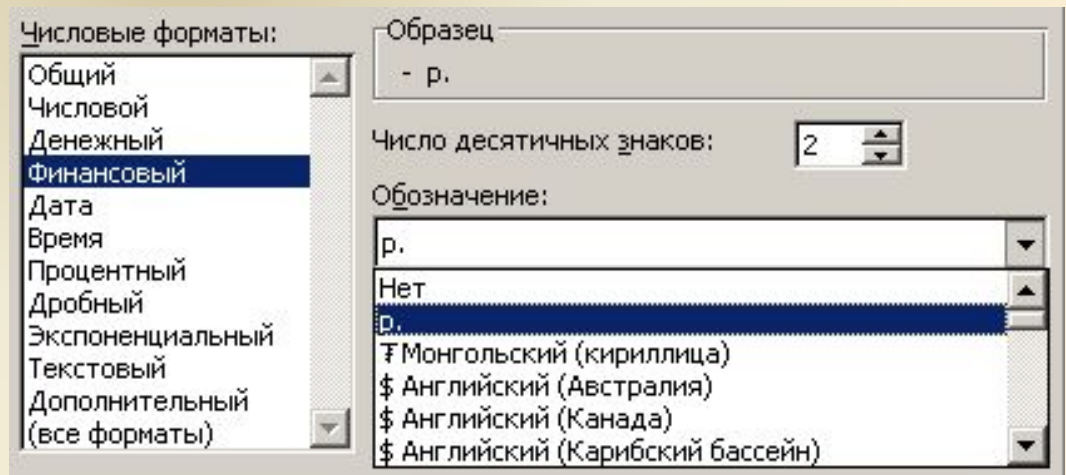 Числовые форматы:
Общий
Числовой
Денежный
Финансовый
Дата
Время
Процентный
Дробный
Экспоненциальный
Текстовый
Дополнительный
(все форматы)
Образец
- р.
Число десятичных знаков:
2
Обозначение:
р.
Нет
р.
₮ Монгольский (кириллица)
$ Английский (Австралия)
$ Английский (Канада)
$ Английский (Карибский бассейн)